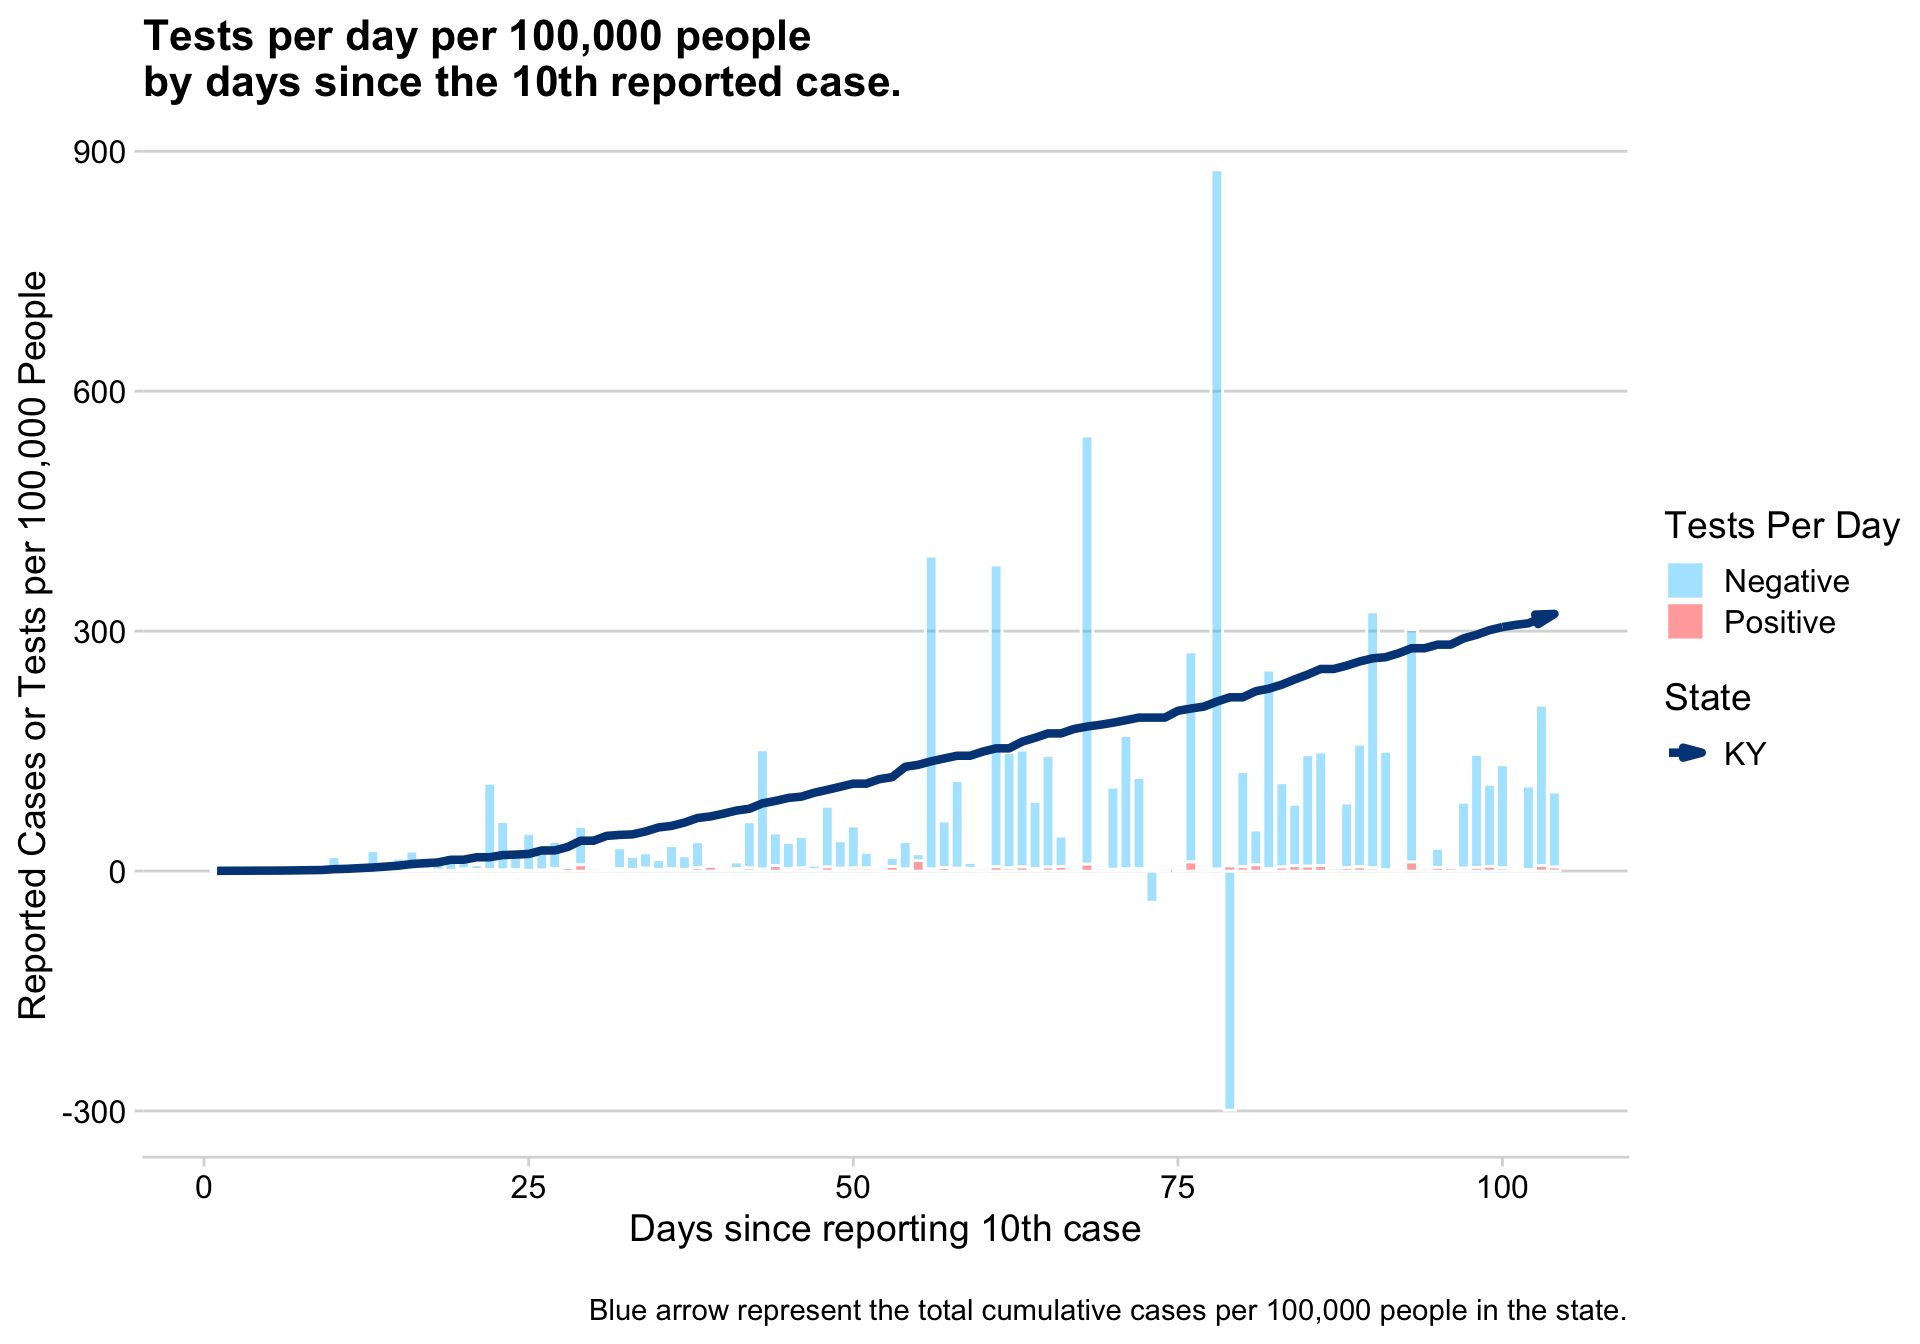 Tests per day per 100,000 people
by days since the 10th reported case.
Reported Cases or Tests per 100,000 People
900
600
300
0
-300
0
25
50
75
100
Days since reporting 10th case
Tests Per Day
Negative
Positive
State
KY
Blue arrow represent the total cumulative cases per 100,000 people in the state.